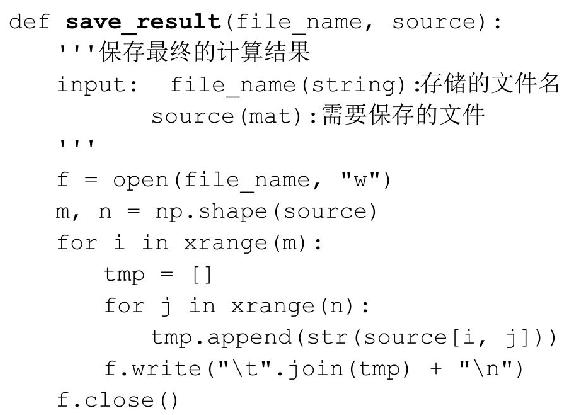 def save_result(file_name, source):
    '''保存最终的计算结果
    input:  file_name(string):存储的文件名
            source(mat):需要保存的文件
    '''
    f = open(file_name, "w")
    m, n = np.shape(source)
    for i in xrange(m):
        tmp = []
        for j in xrange(n):
            tmp.append(str(source[i, j]))
        f.write("\t".join(tmp) + "\n")
    f.close()